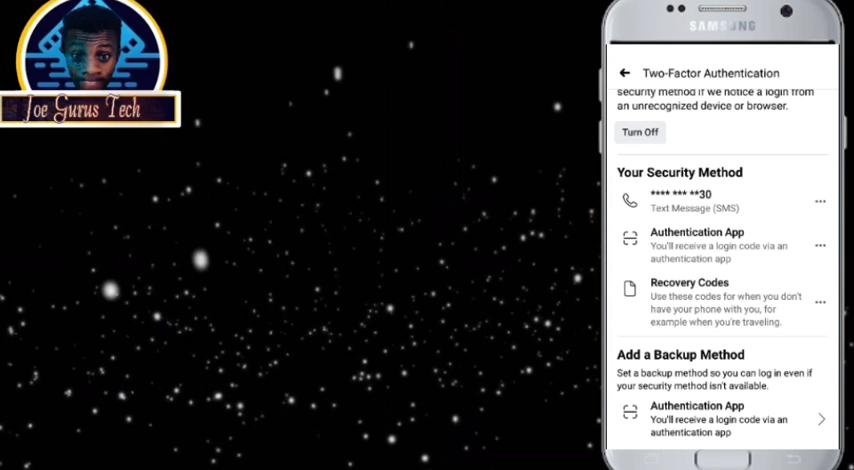 Joe Gurus Tech
SAMSUNG
Two-Factor Authentication
security method if we notice a login from
an unrecognized device or browser.
Turn Off
Your Security Method
**** *** **30
Text Message (SMS)
Authentication App
You'll receive a login code via an
authentication app
Recovery Codes
Use these codes for when you don't
have your phone with you, for
example when you're traveling.
Add a Backup Method
Set a backup method so you can log in even if
your security method isn't available.
Authentication App
You'll receive a login code via an
authentication app